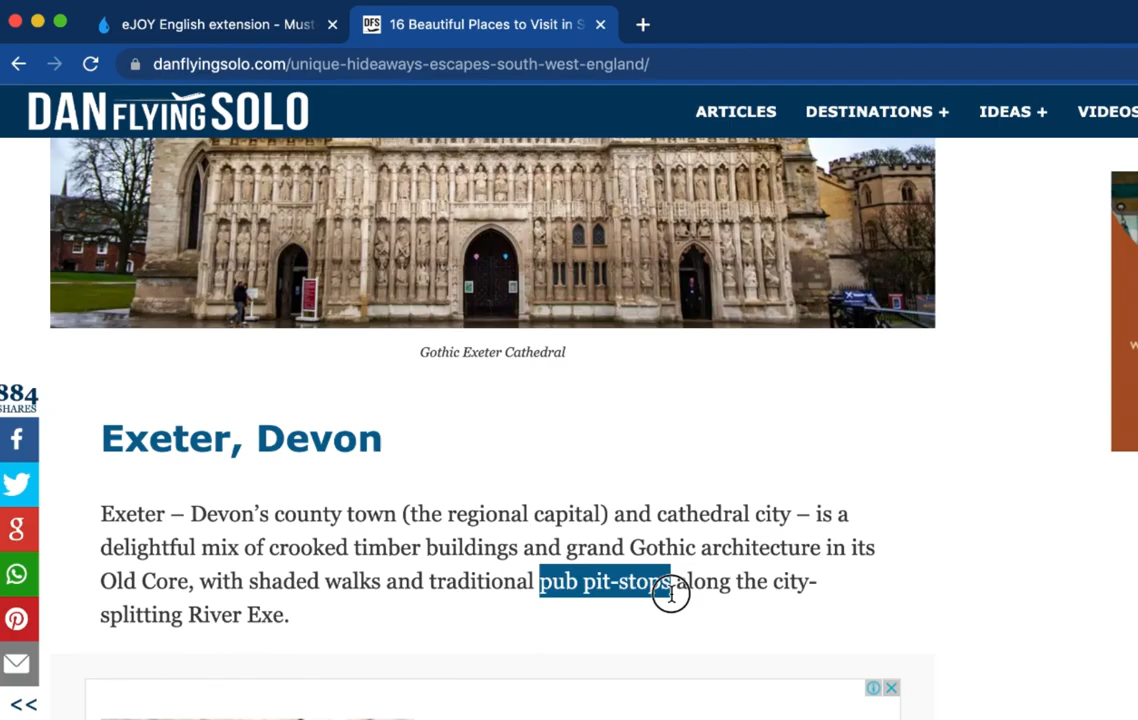 eJOY English extension - Must
DFS
16 Beautiful Places to Visit in S
danflyingsolo.com/unique-hideaways-escapes-south-west-england/
DAN FLYING SOLO
ARTICLES
DESTINATIONS +
IDEAS +
VIDEOS
Gothic Exeter Cathedral
884
SHARES
Exeter, Devon
Exeter – Devon’s county town (the regional capital) and cathedral city – is a
delightful mix of crooked timber buildings and grand Gothic architecture in its
Old Core, with shaded walks and traditional pub pit-stops along the city-
splitting River Exe.
<<